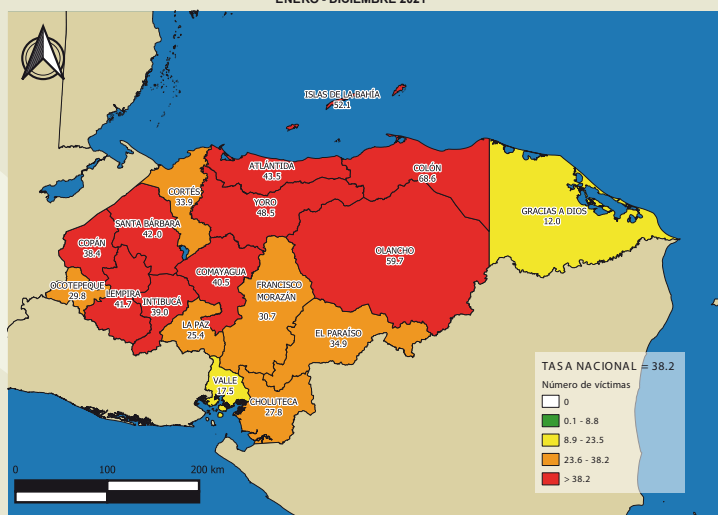 ENERO - DICIEMBRE 2021
ISLAS DE LA BAHÍA
52.1
ATLÁNTIDA
43.5
COLÓN
68.6
CORTÉS
33.9
YORO
48.5
GRACIAS A DIOS
12.0
SANTA BÁRBARA
42.0
COPÁN
38.4
OLANCHO
59.7
COMAYAGUA
40.5
OCOTEPEQUE
29.8
FRANCISCO
MORAZÁN
30.7
LEMPIRA
41.7
INTIBUCÁ
39.0
LA PAZ
25.4
EL PARAÍSO
34.9
VALLE
17.5
CHOLUTECA
27.8
TASA NACIONAL = 38.2
Número de víctimas
0
0.1 - 8.8
8.9 - 23.5
23.6 - 38.2
> 38.2
0 100 200 km